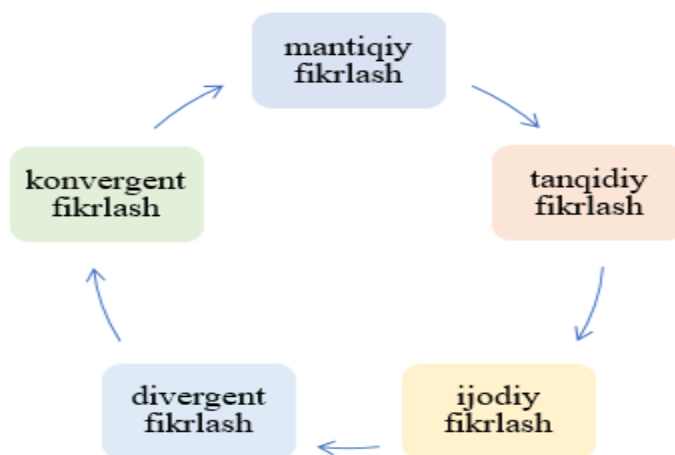 mantiqiy
fikrlash
tanqidiy
fikrlash
ijodiy
fikrlash
divergent
fikrlash
konvergent
fikrlash